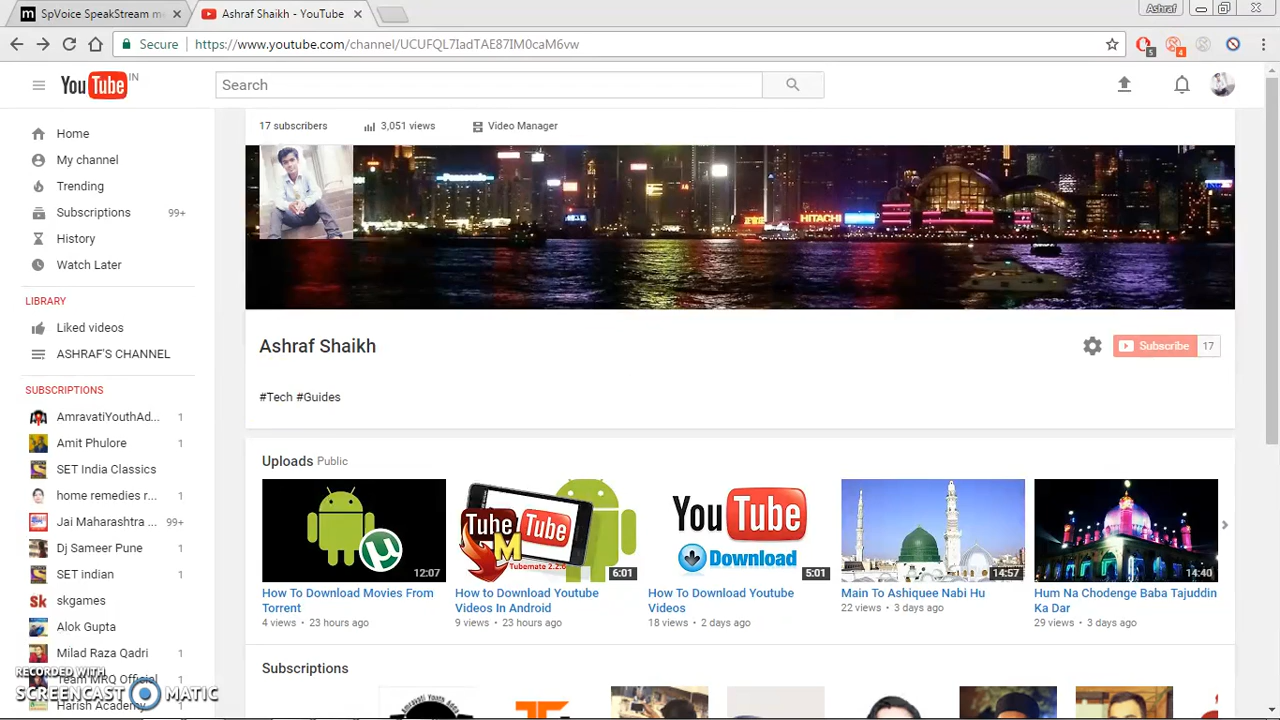 SpVoice SpeakStream m
Ashraf Shaikh - YouTube
Ashraf
Secure
https://www.youtube.com/channel/UCUFQL7IadTAE87IM0caM6vw
5
4
YouTube IN
Search
17 subscribers
3,051 views
Video Manager
Home
My channel
Trending
Subscriptions 99+
History
Watch Later
LIBRARY
Liked videos
ASHRAF'S CHANNEL
SUBSCRIPTIONS
AmravatiYouthAd... 1
Amit Phulore 1
SET India Classics
home remedies r... 1
Jai Maharashtra ... 99+
Dj Sameer Pune 1
SET indian 1
Sk skgames
Alok Gupta
Milad Raza Qadri 1
Team MRQ Official
Harish Academy
RECORDED WITH
SCREENCAST MATIC
Panasonic
HITACHI
Ashraf Shaikh
Subscribe 17
#Tech #Guides
Uploads Public
12:07
How To Download Movies From
Torrent
4 views • 23 hours ago
Tube
M
Tube
Tubemate 2.2.6
6:01
How to Download Youtube
Videos In Android
9 views • 23 hours ago
YouTube
Download
5:01
How To Download Youtube
Videos
18 views • 2 days ago
14:57
Main To Ashiquee Nabi Hu
22 views • 3 days ago
14:40
Hum Na Chodenge Baba Tajuddin
Ka Dar
29 views • 3 days ago
Subscriptions